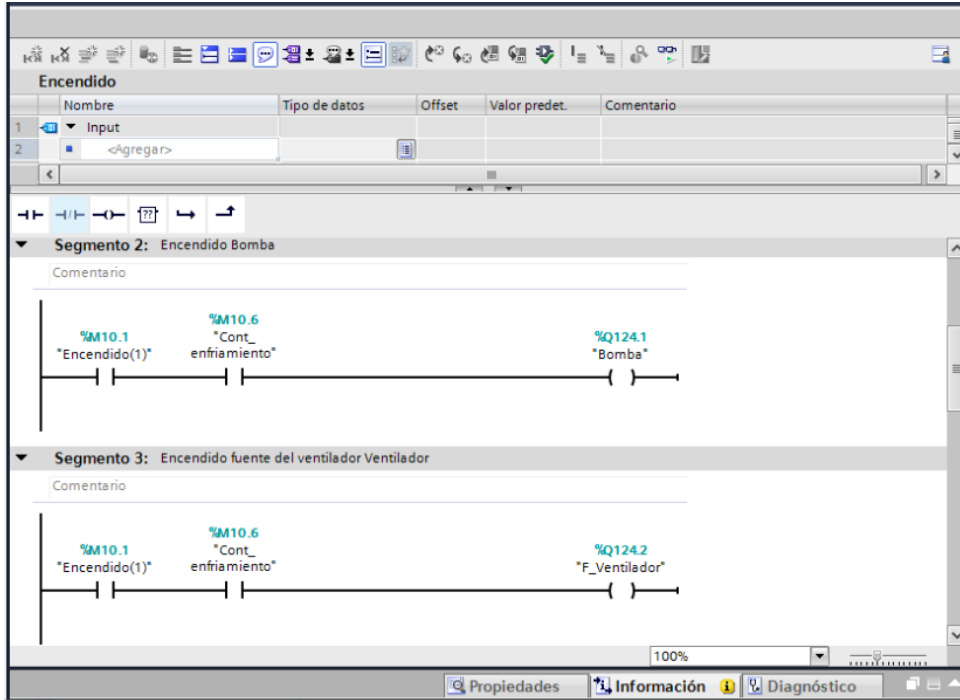 Encendido
Nombre Tipo de datos Offset Valor predet. Comentario
1 Input
2 <Agregar>
Segmento 2: Encendido Bomba
Comentario
%M10.6
%M10.1 "Cont_ %Q124.1
"Encendido(1)" enfriamiento" "Bomba"
Segmento 3: Encendido fuente del ventilador Ventilador
Comentario
%M10.6
%M10.1 "Cont_ %Q124.2
"Encendido(1)" enfriamiento" "F_Ventilador"
100%
Propiedades Información Diagnóstico